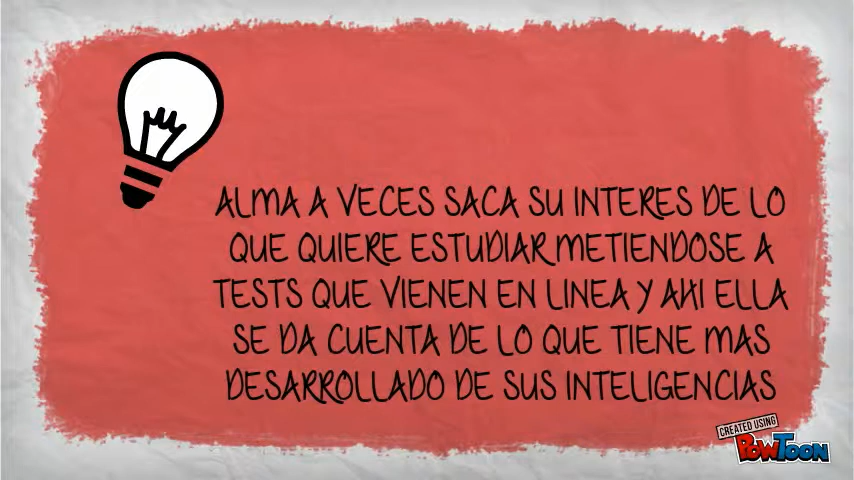 ALMA A VECES SACA SU INTERES DE LO
QUE QUIERE ESTUDIAR METIENDOSE A
TESTS QUE VIENEN EN LINEA Y AHI ELLA
SE DA CUENTA DE LO QUE TIENE MAS
DESARROLLADO DE SUS INTELIGENCIAS
CREATED USING
POWTOON